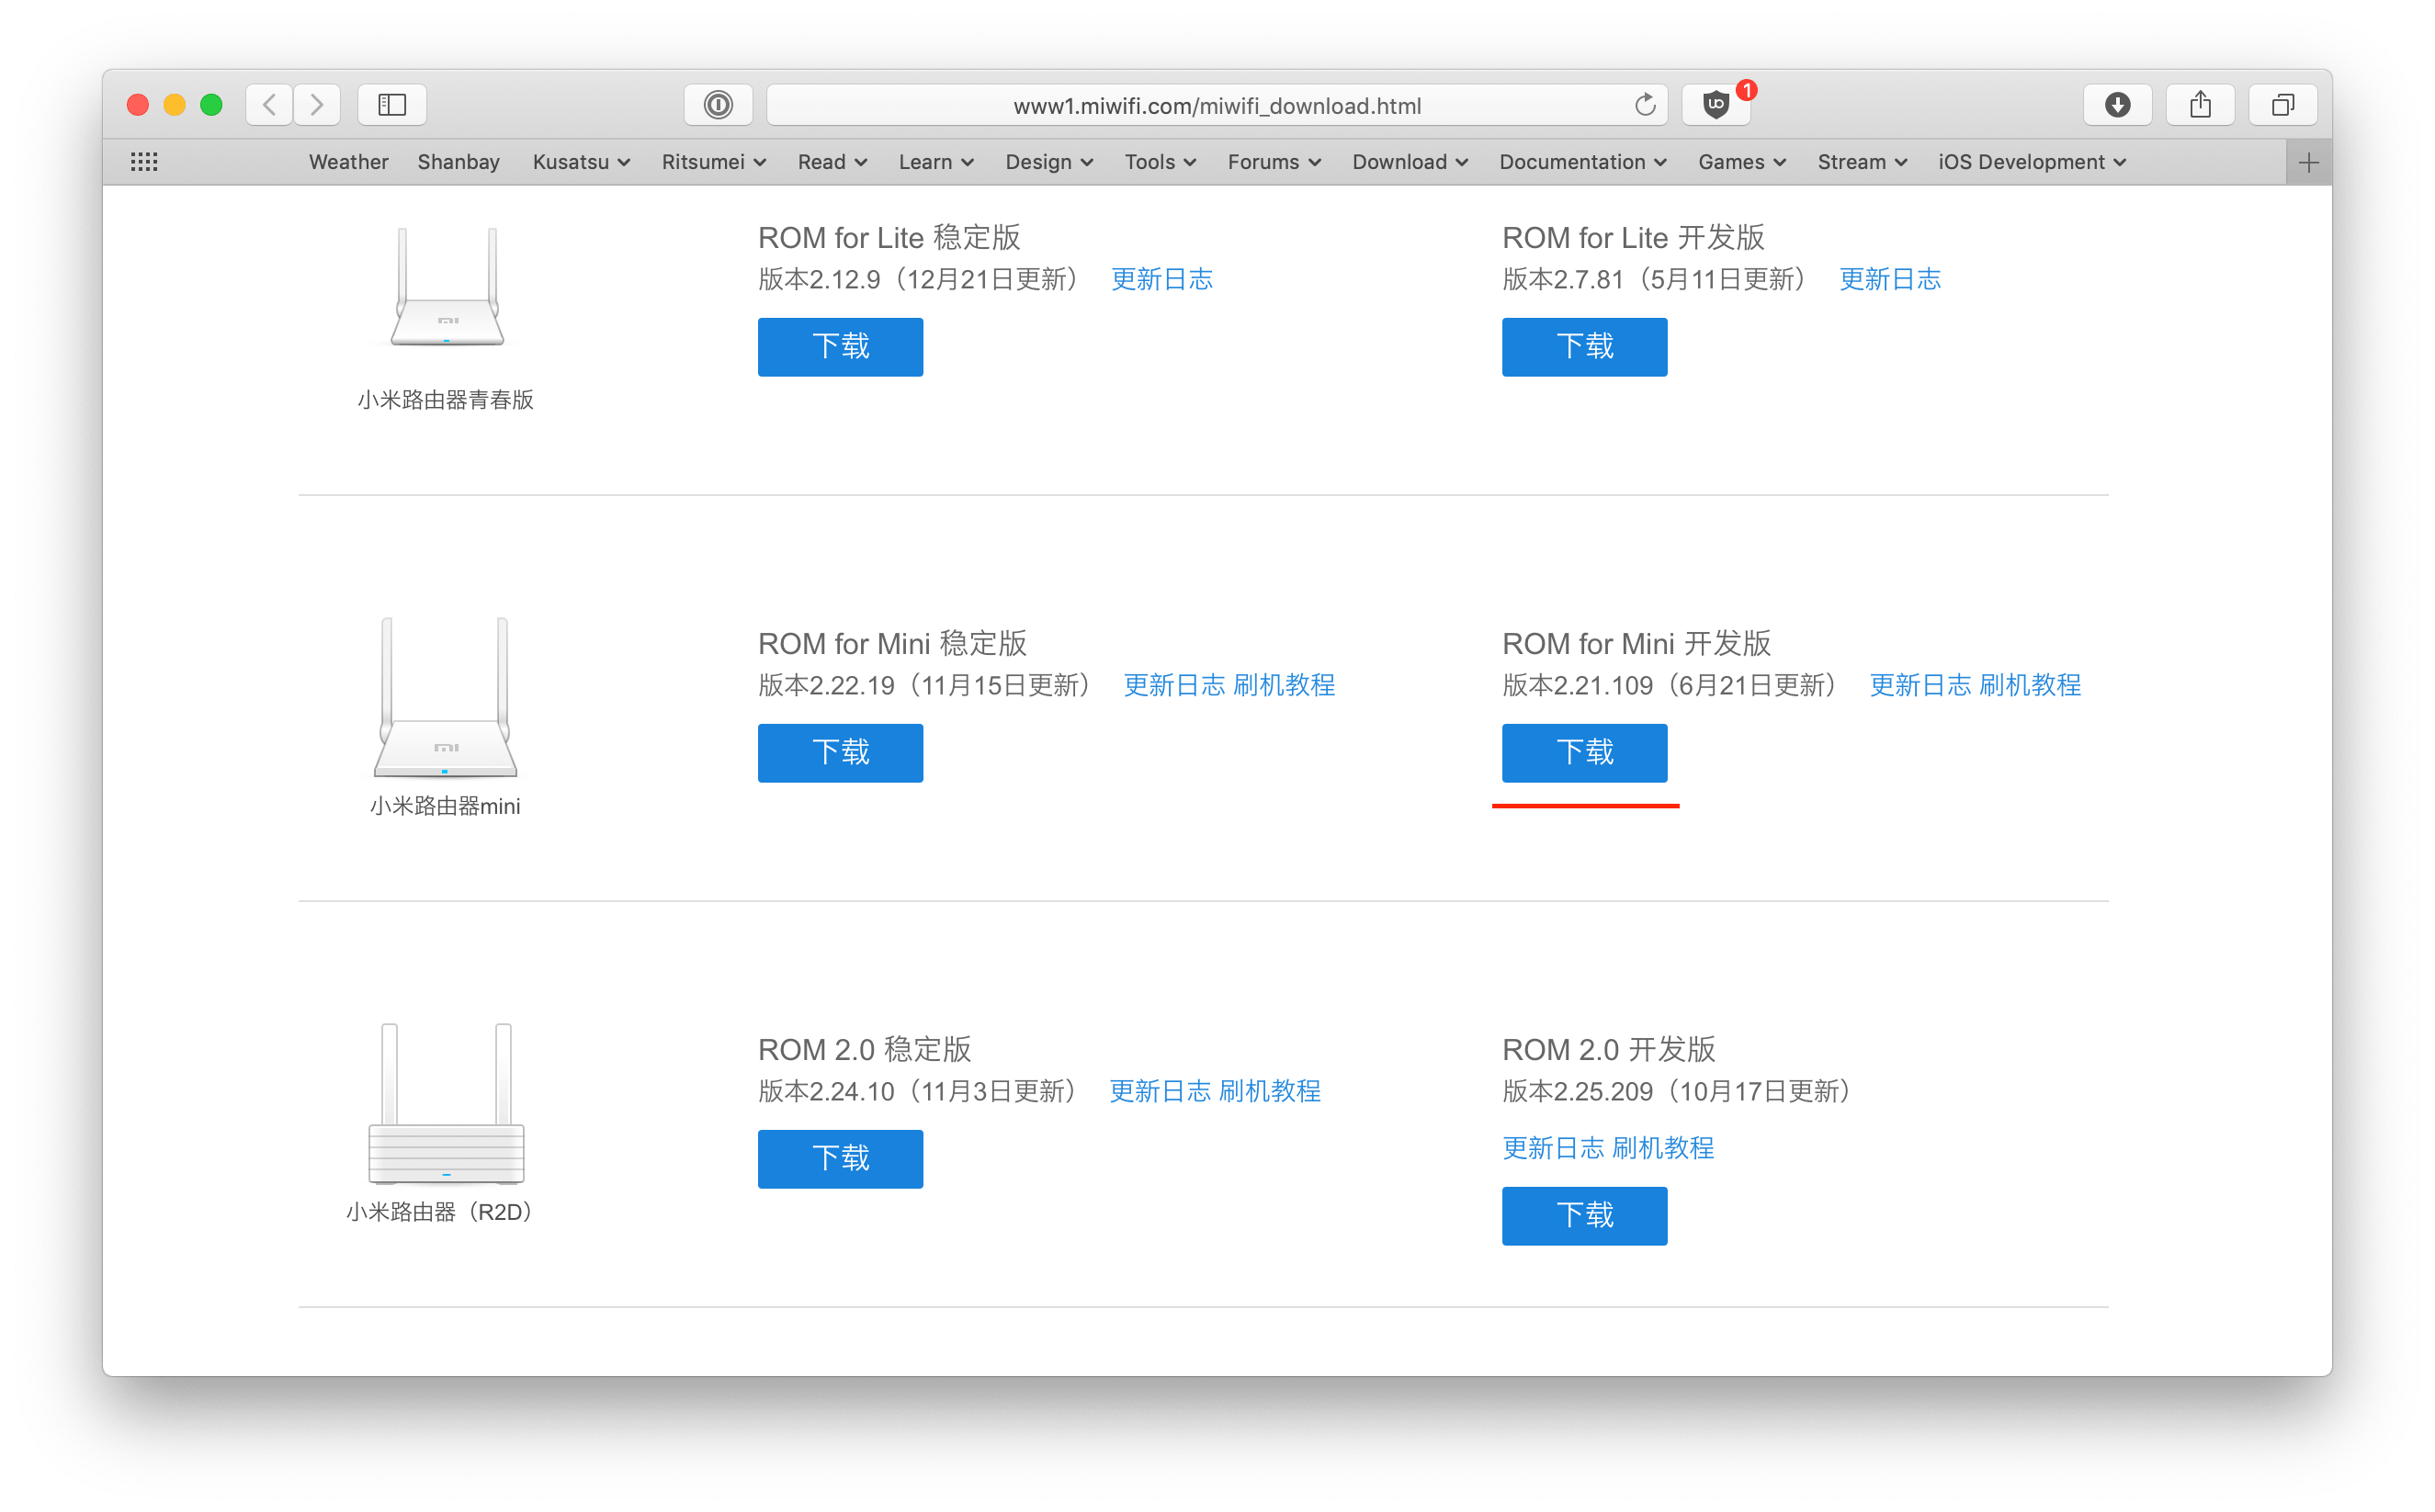 www1.miwifi.com/miwifi_download.html
1
Weather Shanbay Kusatsu Ritsumei Read Learn Design Tools Forums Download Documentation Games Stream iOS Development
ROM for Lite 稳定版
版本2.12.9（12月21日更新） 更新日志
下载
ROM for Lite 开发版
版本2.7.81（5月11日更新） 更新日志
下载
小米路由器青春版
ROM for Mini 稳定版
版本2.22.19（11月15日更新） 更新日志 刷机教程
下载
ROM for Mini 开发版
版本2.21.109（6月21日更新） 更新日志 刷机教程
下载
小米路由器mini
ROM 2.0 稳定版
版本2.24.10（11月3日更新） 更新日志 刷机教程
下载
ROM 2.0 开发版
版本2.25.209（10月17日更新）
更新日志 刷机教程
下载
小米路由器（R2D）